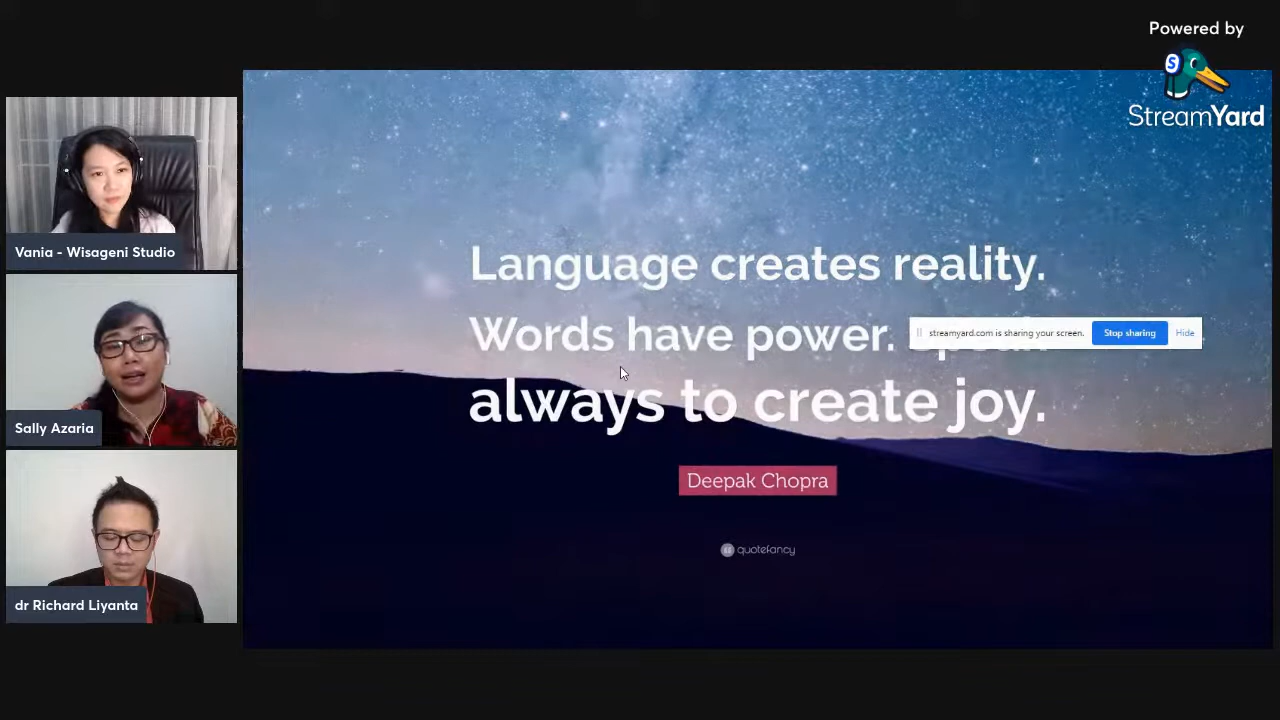 Powered by
StreamYard
Vania - Wisageni Studio
Sally Azaria
dr Richard Liyanta
Language creates reality.
Words have power.
streamyard.com is sharing your screen. Stop sharing Hide
always to create joy.
Deepak Chopra
quotefancy